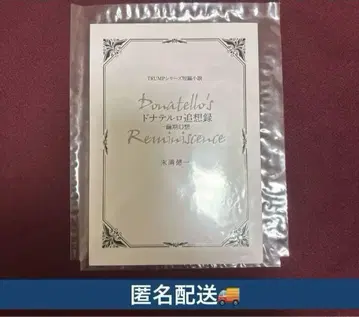 TRUMPシリーズ短編小説
Donatello's
ドナテルロ追想録
Reminiscence
末満健一
匿名配送🚚